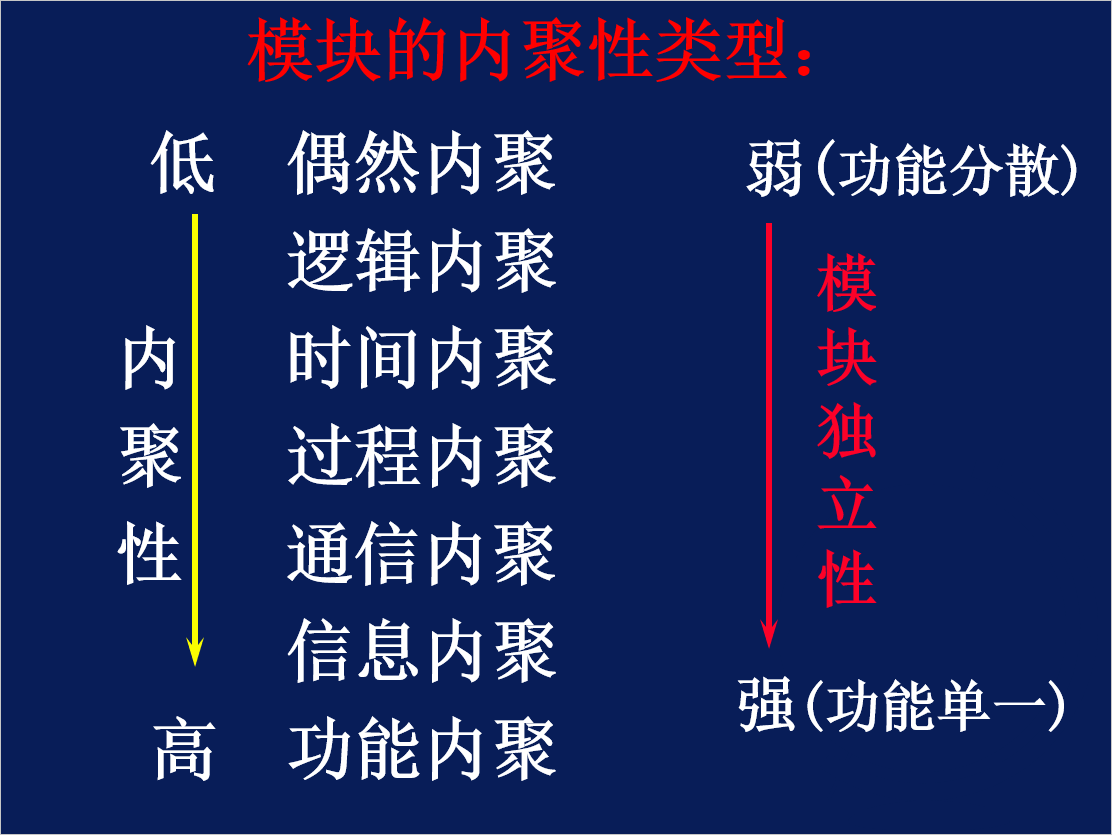 模块的内聚性类型：
低
偶然内聚
逻辑内聚
时间内聚
过程内聚
通信内聚
信息内聚
高
功能内聚
内聚性
弱(功能分散)
模块独立性
强(功能单一)